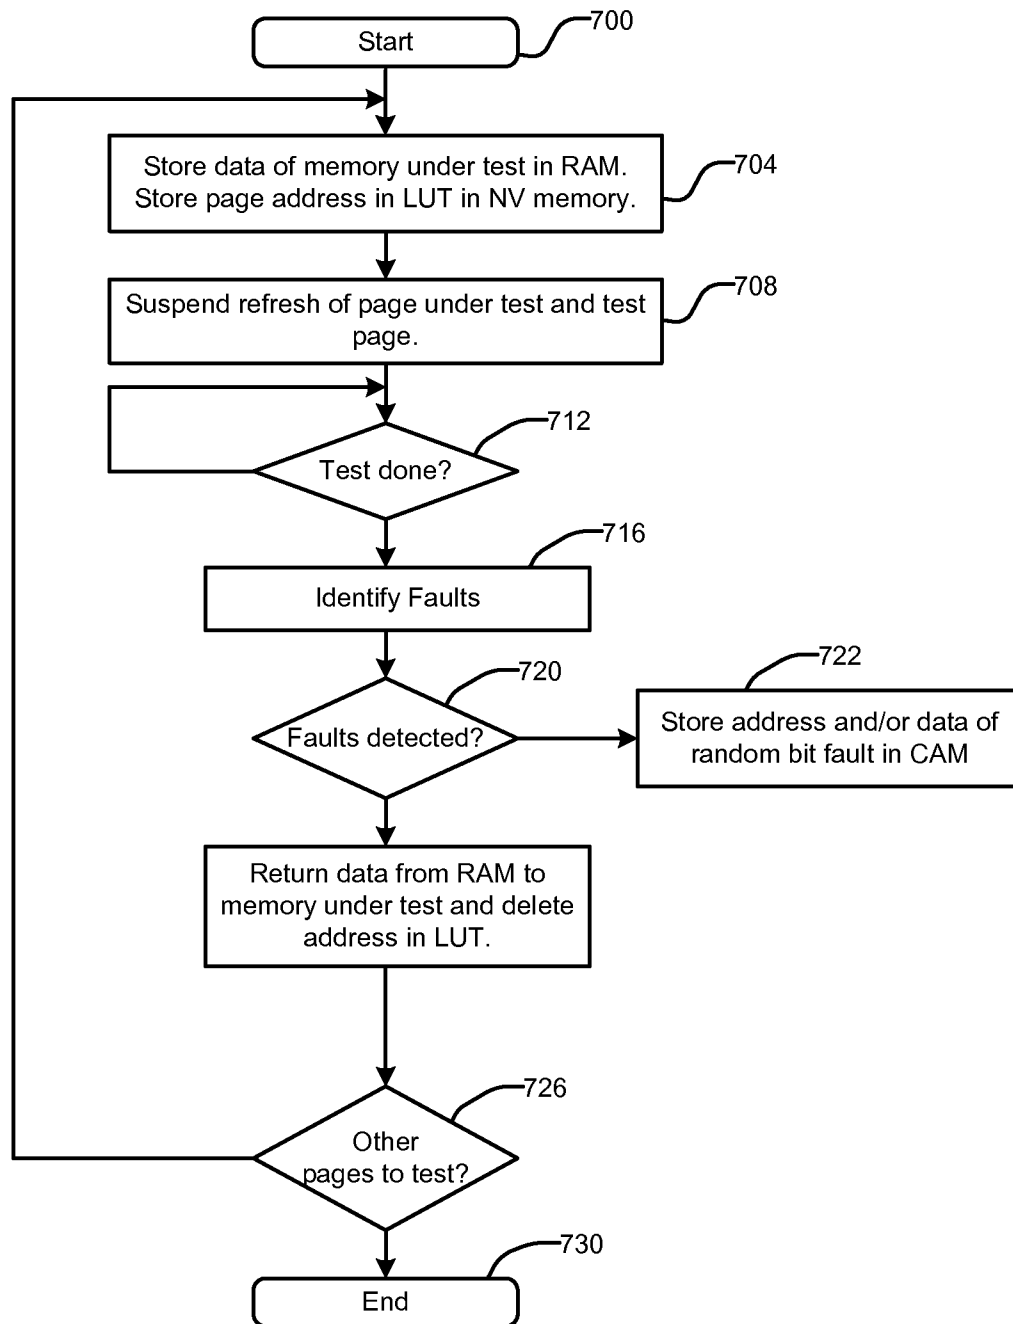 Start
700
Store data of memory under test in RAM.
Store page address in LUT in NV memory.
704
Suspend refresh of page under test and test
page.
708
712
Test done?
716
Identify Faults
720
Faults detected?
722
Store address and/or data of
random bit fault in CAM
Return data from RAM to
memory under test and delete
address in LUT.
726
Other
pages to test?
730
End